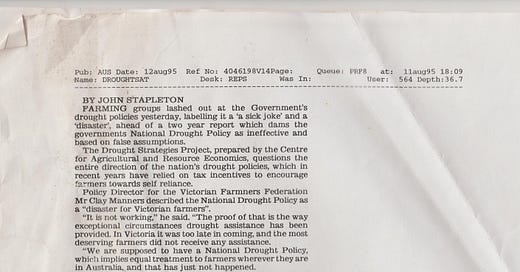 Pub: AUS Date: 12aug95 Ref No: 4046198V14Page: Queue: PRF8 at: 11aug95 18:09
Name: DROUGHTSAT Desk: REPS Was In: User: 564 Depth:36.7
BY JOHN STAPLETON
FARMING groups lashed out at the Government's
drought policies yesterday, labelling it a 'a sick joke' and a
'disaster', ahead of a two year report which dams the
governments National Drought Policy as ineffective and
based on false assumptions.
The Drought Strategies Project, prepared by the Centre
for Agricultural and Resource Economics, questions the
entire direction of the nation's drought policies, which in
recent years have relied on tax incentives to encourage
farmers towards self reliance.
Policy Director for the Victorian Farmners Federation
Mr Clay Manners described the National Drought Policy as
a "disaster for Victorian farmers".
"It is not working," he said. "The proof of that is the way
exceptional circumstances drought assistance has been
provided. In Victoria it was too late in coming, and the most
deserving farmers did not receive any assistance.
"We are supposed to have a National Drought Policy,
which implies equal treatment to farmers wherever they are
in Australia, and that has just not happened.